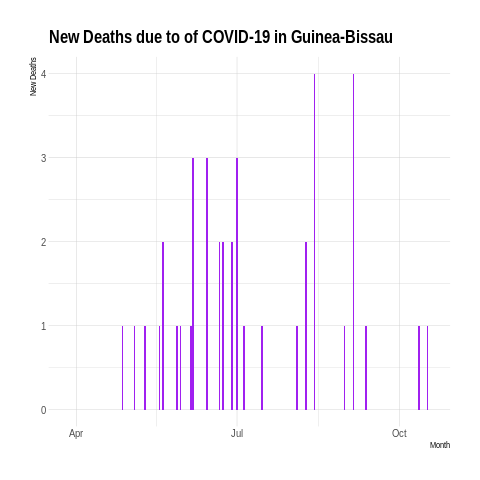 New Deaths due to of COVID-19 in Guinea-Bissau
New Deaths
4
3
2
1
0
Apr
Jul
Oct
Month